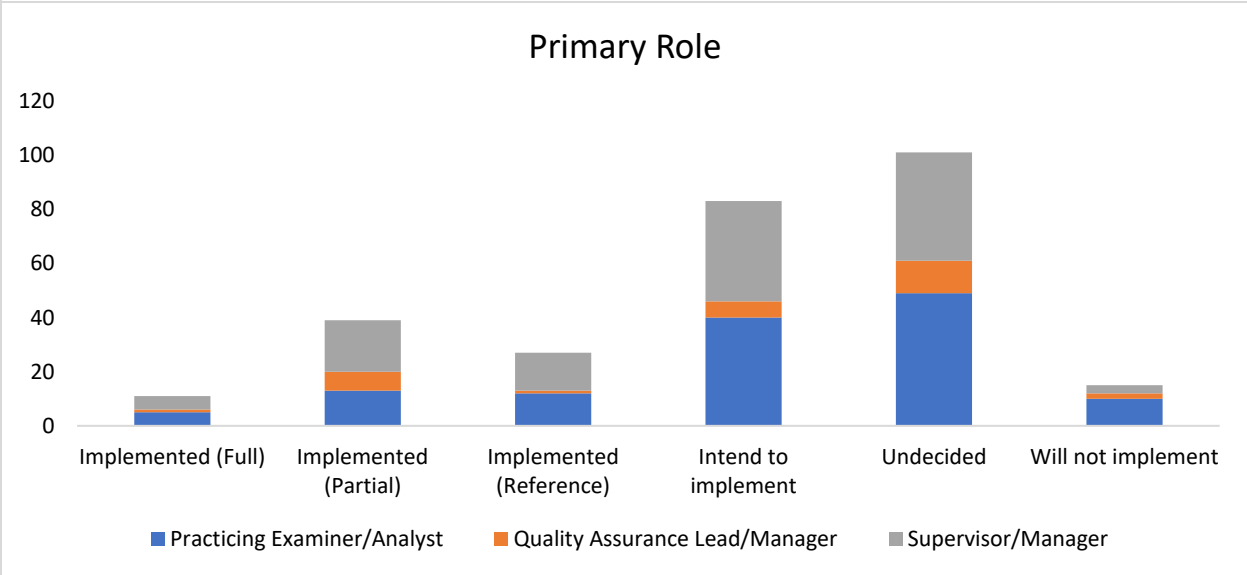 Primary Role
120
100
80
60
40
20
0
Implemented (Full)
Implemented
(Partial)
Implemented
(Reference)
Intend to
implement
Undecided
Will not implement
Practicing Examiner/Analyst
Quality Assurance Lead/Manager
Supervisor/Manager